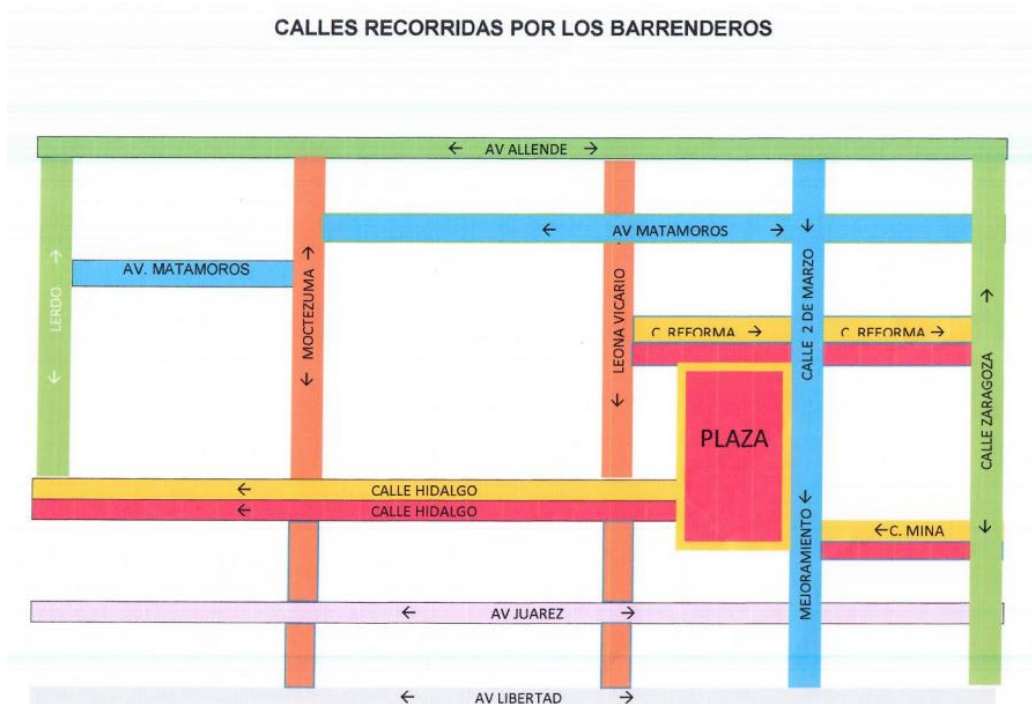 CALLES RECORRIDAS POR LOS BARRENDEROS
← AV ALLENDE →
← AV MATAMOROS →
AV. MATAMOROS
← LERDO →
← MOCTEZUMA →
← LEONA VICARIO
CALLE 2 DE MARZO ←
C. REFORMA →
C. REFORMA →
← CALLE ZARAGOZA →
PLAZA
← CALLE HIDALGO
← CALLE HIDALGO
← C. MINA
MEJORAMIENTO ←
← AV JUAREZ →
← AV LIBERTAD →